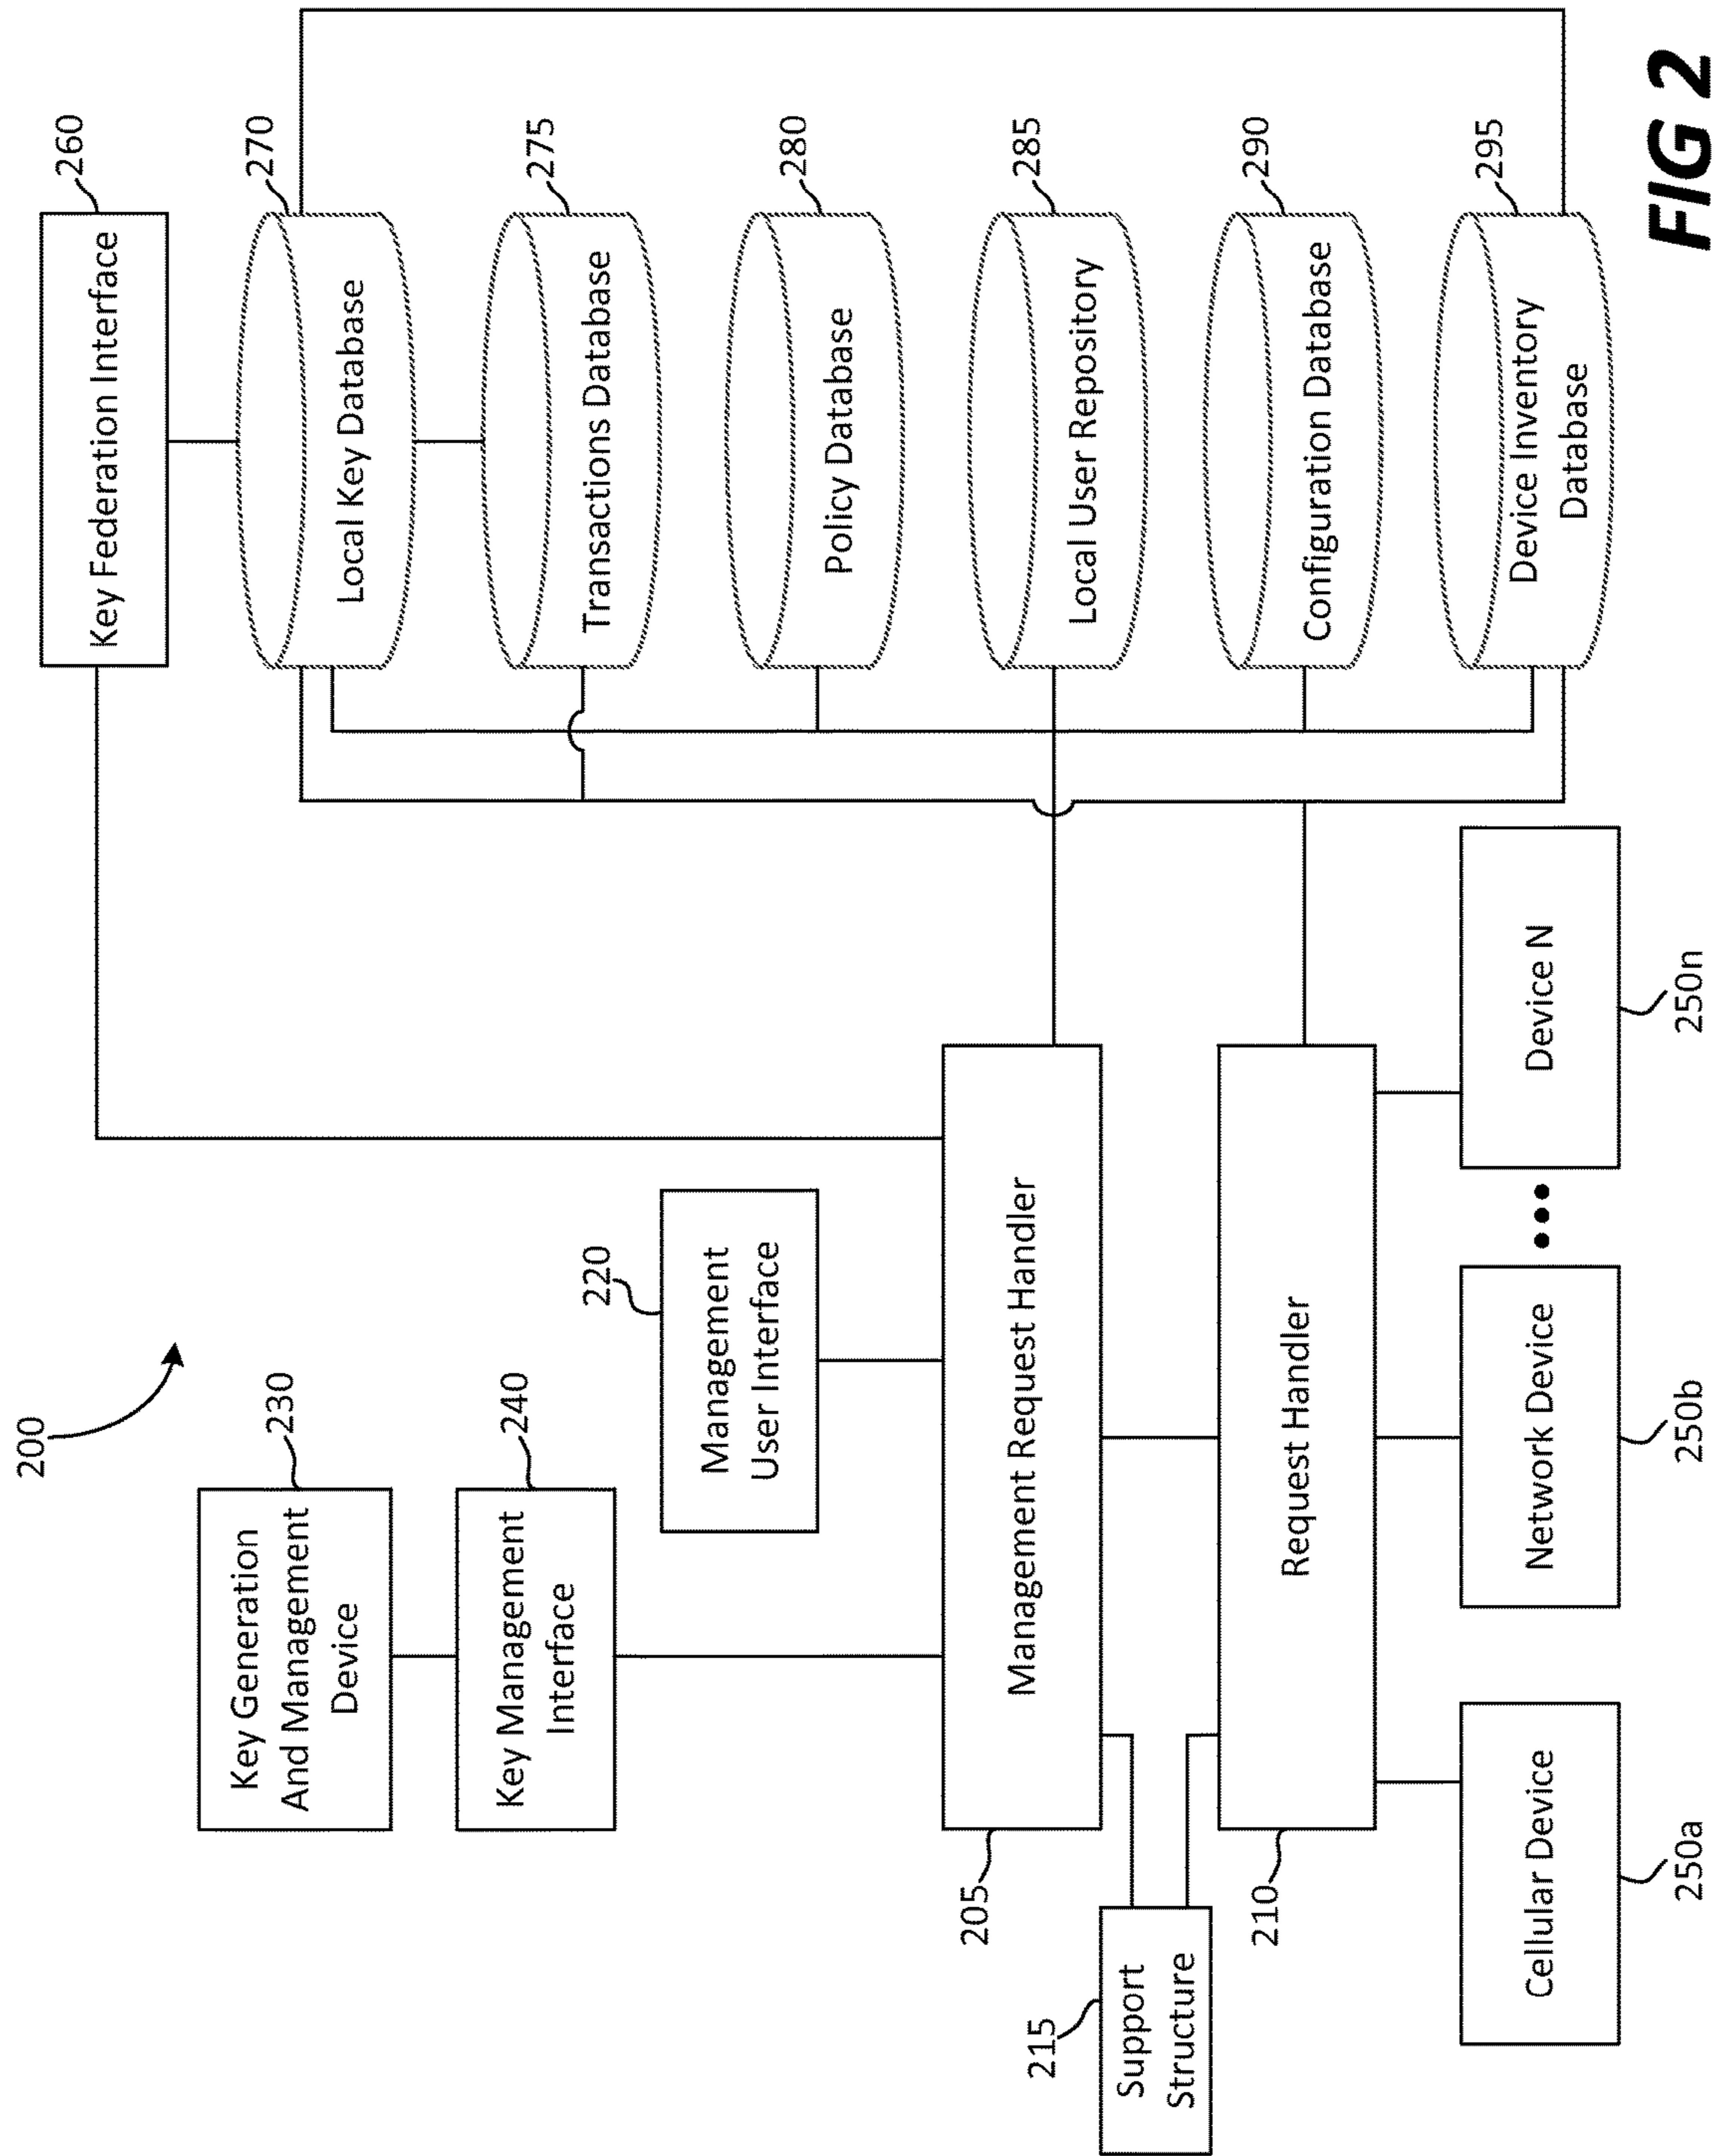 200
Key Federation Interface
260
Key Generation
And Management
Device
230
Local Key Database
270
Key Management
Interface
240
Transactions Database
275
Management
User Interface
220
Policy Database
280
Management Request Handler
205
Local User Repository
285
Support
Structure
215
Request Handler
210
Configuration Database
290
Cellular Device
250a
Network Device
250b
Device N
250n
Device Inventory
Database
295
FIG 2